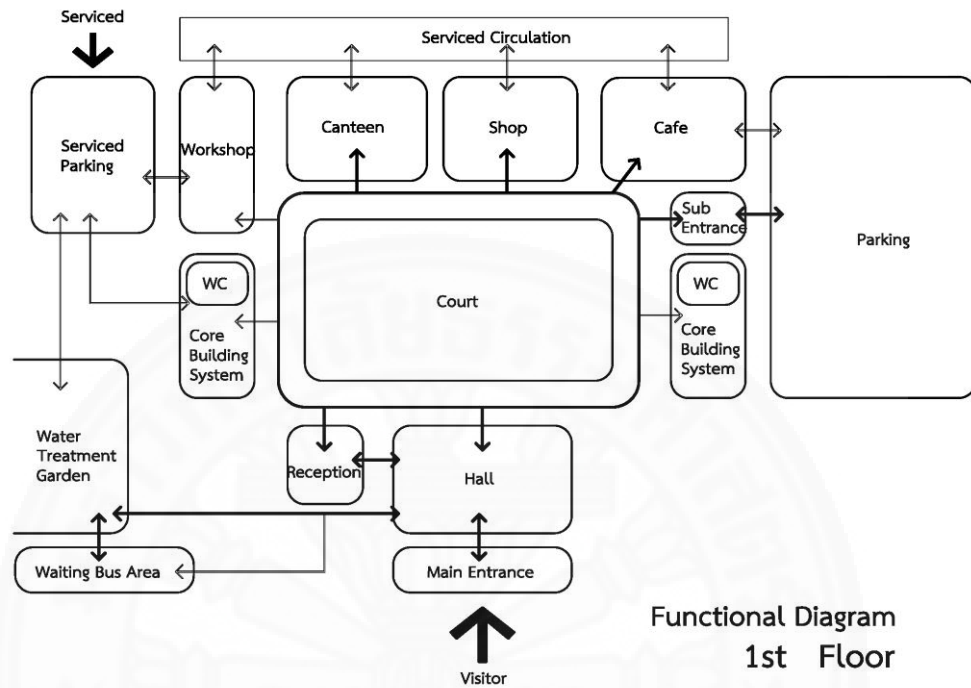 Serviced
Serviced Circulation
Serviced
Parking
Workshop
Canteen
Shop
Cafe
Sub
Entrance
Parking
WC
Core
Building
System
Court
WC
Core
Building
System
Water
Treatment
Garden
Reception
Hall
Waiting Bus Area
Main Entrance
Functional Diagram
1st Floor
Visitor